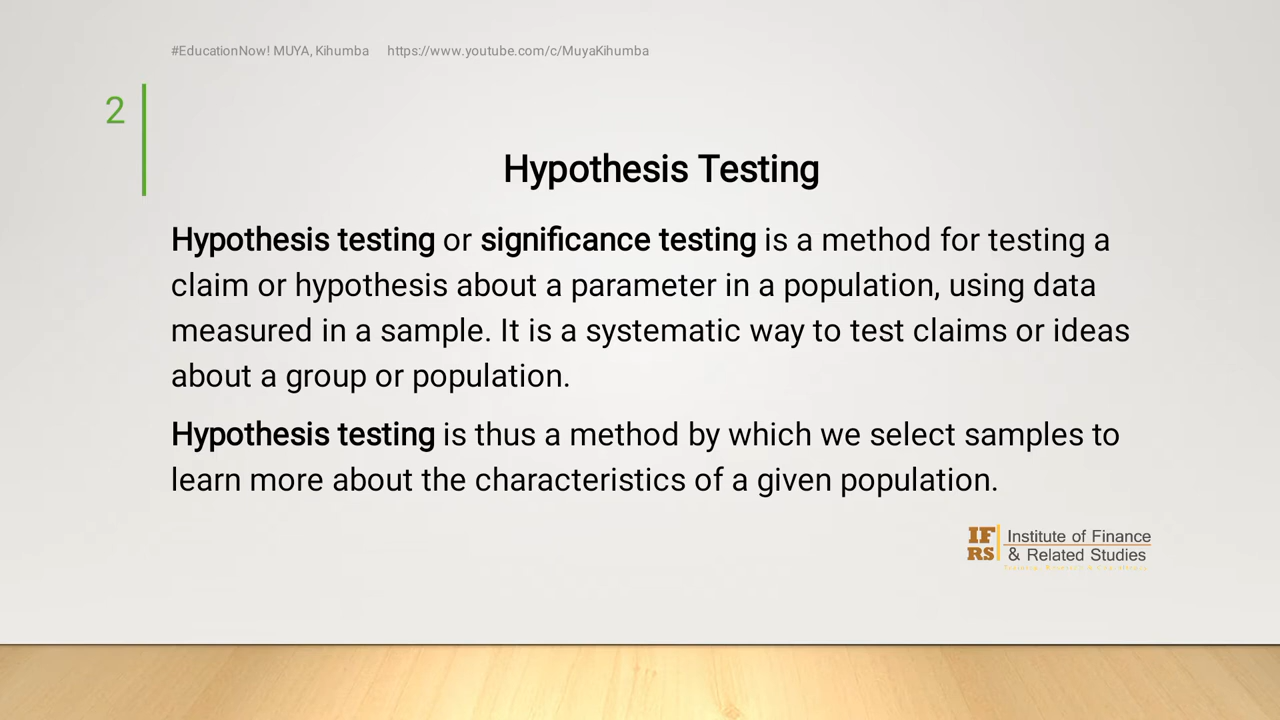 #EducationNow! MUYA, Kihumba https://www.youtube.com/c/MuyaKihumba
2
Hypothesis Testing
Hypothesis testing or significance testing is a method for testing a
claim or hypothesis about a parameter in a population, using data
measured in a sample. It is a systematic way to test claims or ideas
about a group or population.
Hypothesis testing is thus a method by which we select samples to
learn more about the characteristics of a given population.
IF
RS
Institute of Finance
& Related Studies